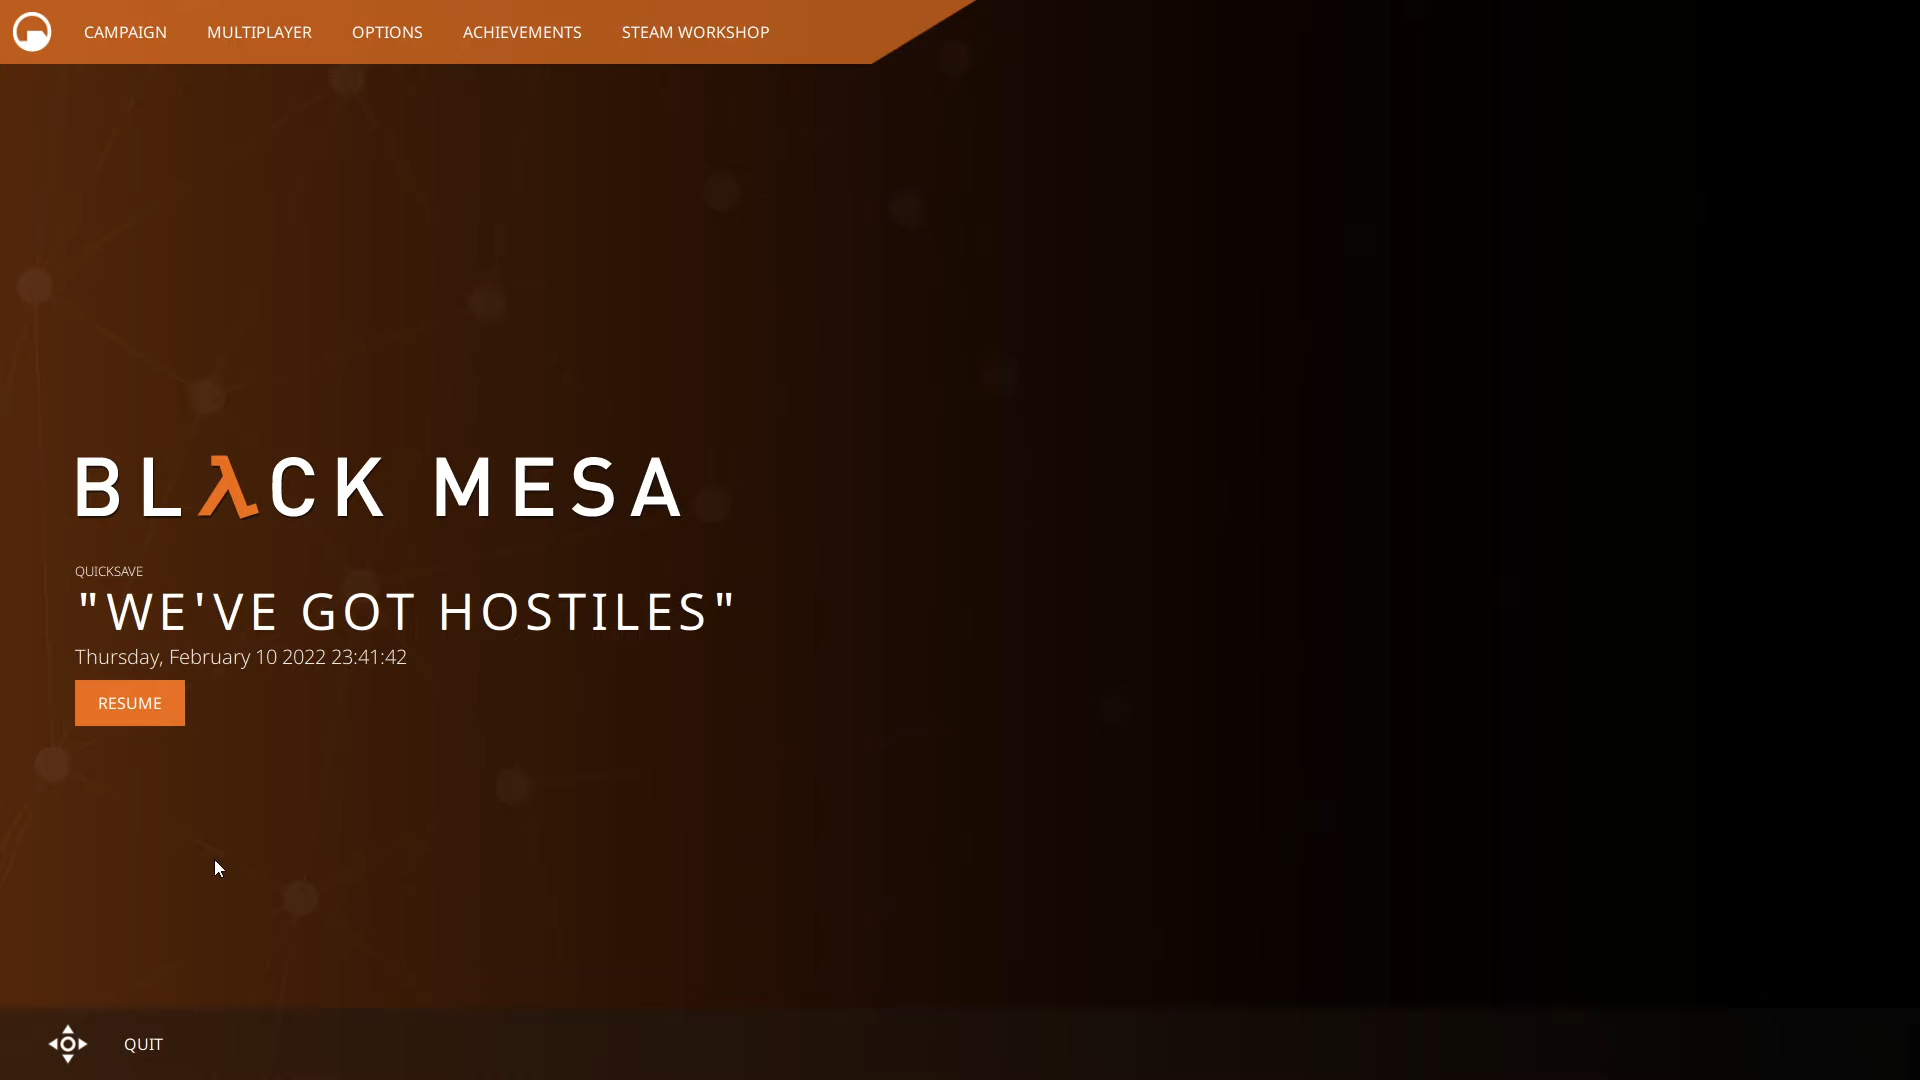 CAMPAIGN MULTIPLAYER OPTIONS ACHIEVEMENTS STEAM WORKSHOP
BLλCK MESA
QUICKSAVE
"WE'VE GOT HOSTILES"
Thursday, February 10 2022 23:41:42
RESUME
QUIT